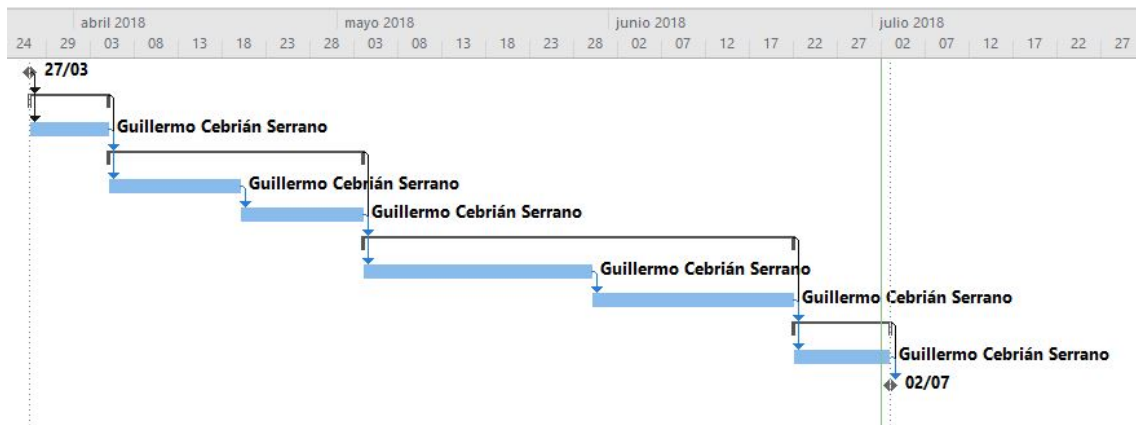 abril 2018 mayo 2018 junio 2018 julio 2018
24 29 03 08 13 18 23 28 03 08 13 18 23 28 02 07 12 17 22 27 02 07 12 17 22 27
27/03
Guillermo Cebrián Serrano
Guillermo Cebrián Serrano
Guillermo Cebrián Serrano
Guillermo Cebrián Serrano
Guillermo Cebrián Serrano
Guillermo Cebrián Serrano
02/07